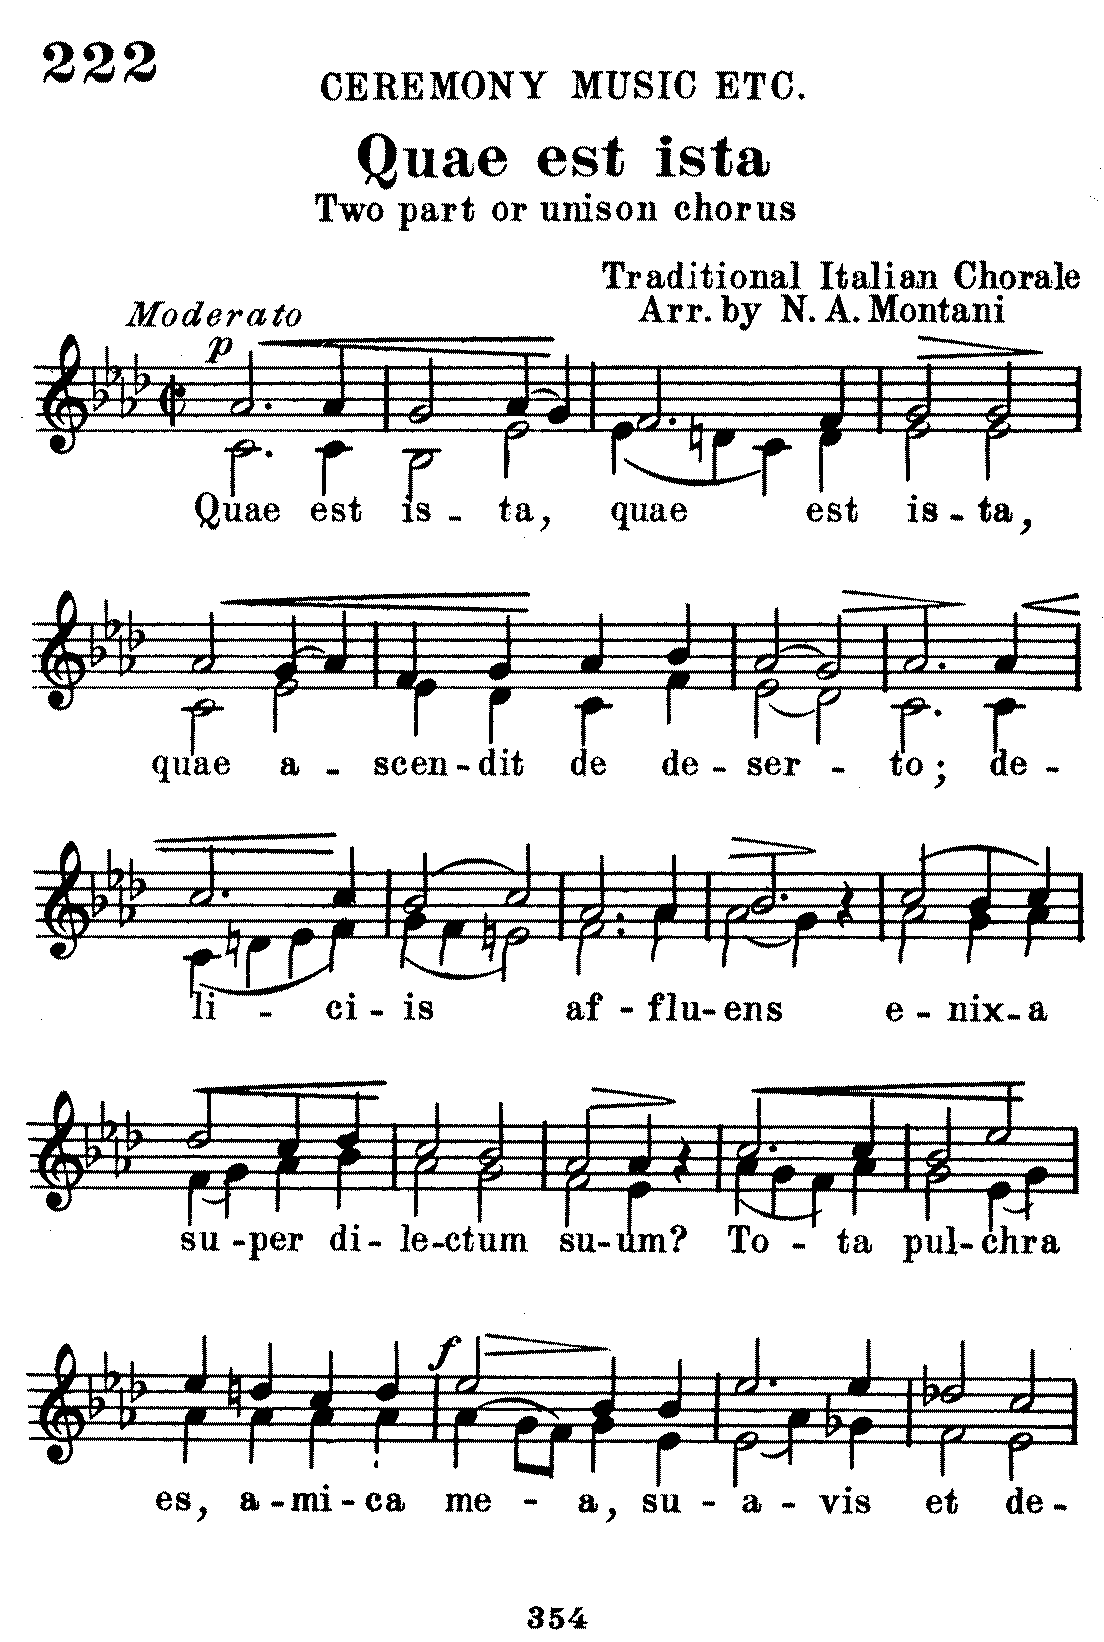 222
CEREMONY MUSIC ETC.
Quae est ista
Two part or unison chorus
Traditional Italian Chorale
Moderato
Arr. by N. A. Montani
p
Quae est is - ta, quae est is - ta,
quae a - scen - dit de de - ser - to; de -
li - ci - is af - flu - ens e - nix - a
su - per di - le - ctum su - um? To - ta pul - chra
f
es, a - mi - ca me - a, su - a - vis et de -
354